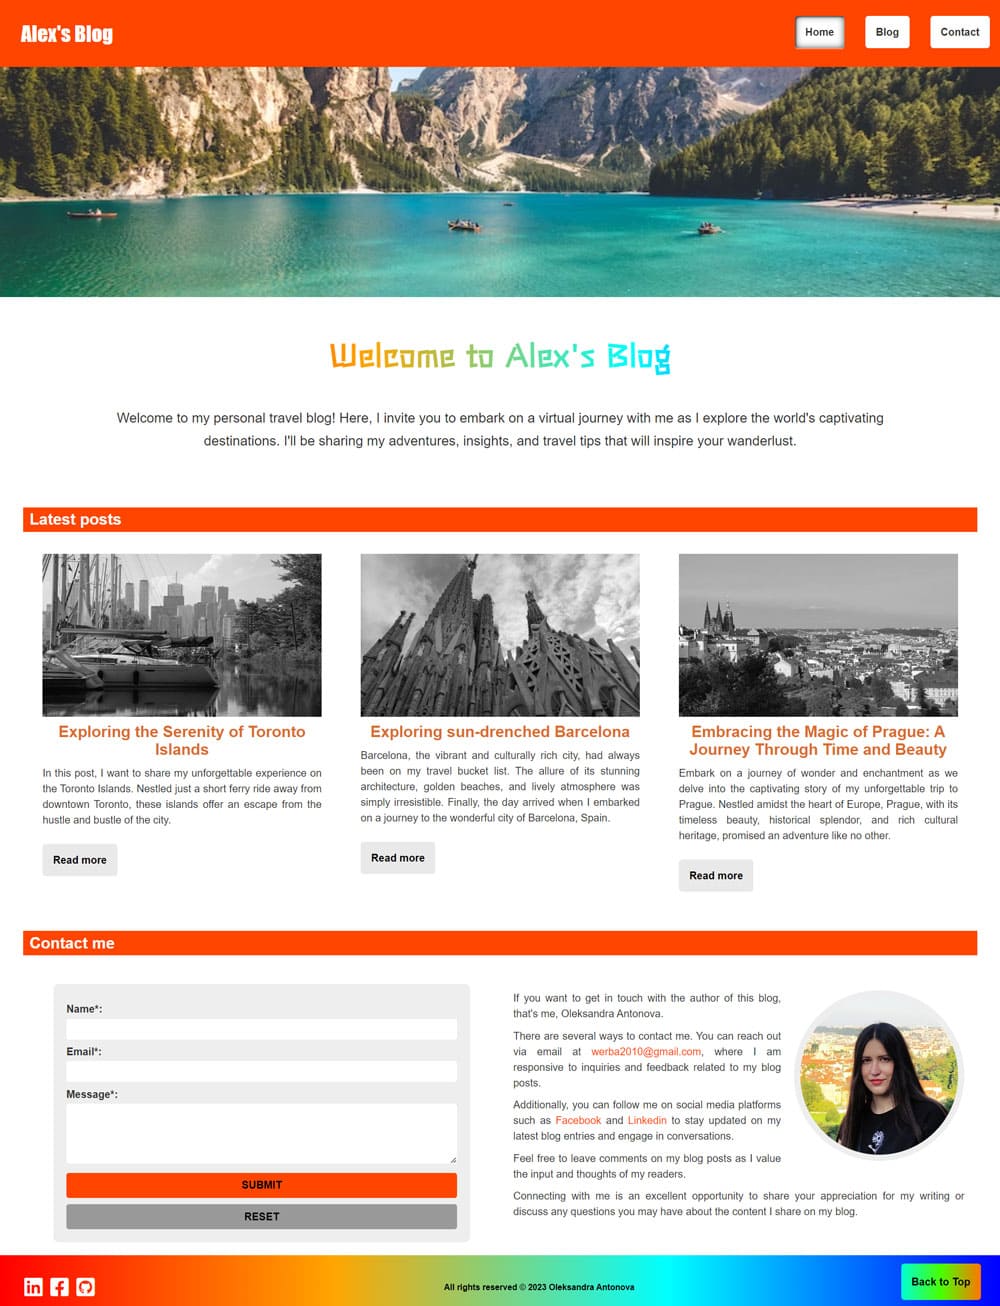 Alex's Blog
Home
Blog
Contact
Welcome to Alex's Blog
Welcome to my personal travel blog! Here, I invite you to embark on a virtual journey with me as I explore the world's captivating
destinations. I'll be sharing my adventures, insights, and travel tips that will inspire your wanderlust.
Latest posts
Exploring the Serenity of Toronto
Islands
In this post, I want to share my unforgettable experience on
the Toronto Islands. Nestled just a short ferry ride away from
downtown Toronto, these islands offer an escape from the
hustle and bustle of the city.
Read more
Exploring sun-drenched Barcelona
Barcelona, the vibrant and culturally rich city, had always
been on my travel bucket list. The allure of its stunning
architecture, golden beaches, and lively atmosphere was
simply irresistible. Finally, the day arrived when I embarked
on a journey to the wonderful city of Barcelona, Spain.
Read more
Embracing the Magic of Prague: A
Journey Through Time and Beauty
Embark on a journey of wonder and enchantment as we
delve into the captivating story of my unforgettable trip to
Prague. Nestled amidst the heart of Europe, Prague, with its
timeless beauty, historical splendor, and rich cultural
heritage, promised an adventure like no other.
Read more
Contact me
Name*:
Email*:
Message*:
SUBMIT
RESET
If you want to get in touch with the author of this blog,
that's me, Oleksandra Antonova.
There are several ways to contact me. You can reach out
via email at werba2010@gmail.com, where I am
responsive to inquiries and feedback related to my blog
posts.
Additionally, you can follow me on social media platforms
such as Facebook and Linkedin to stay updated on my
latest blog entries and engage in conversations.
Feel free to leave comments on my blog posts as I value
the input and thoughts of my readers.
Connecting with me is an excellent opportunity to share your appreciation for my writing or
discuss any questions you may have about the content I share on my blog.
All rights reserved © 2023 Oleksandra Antonova
Back to Top